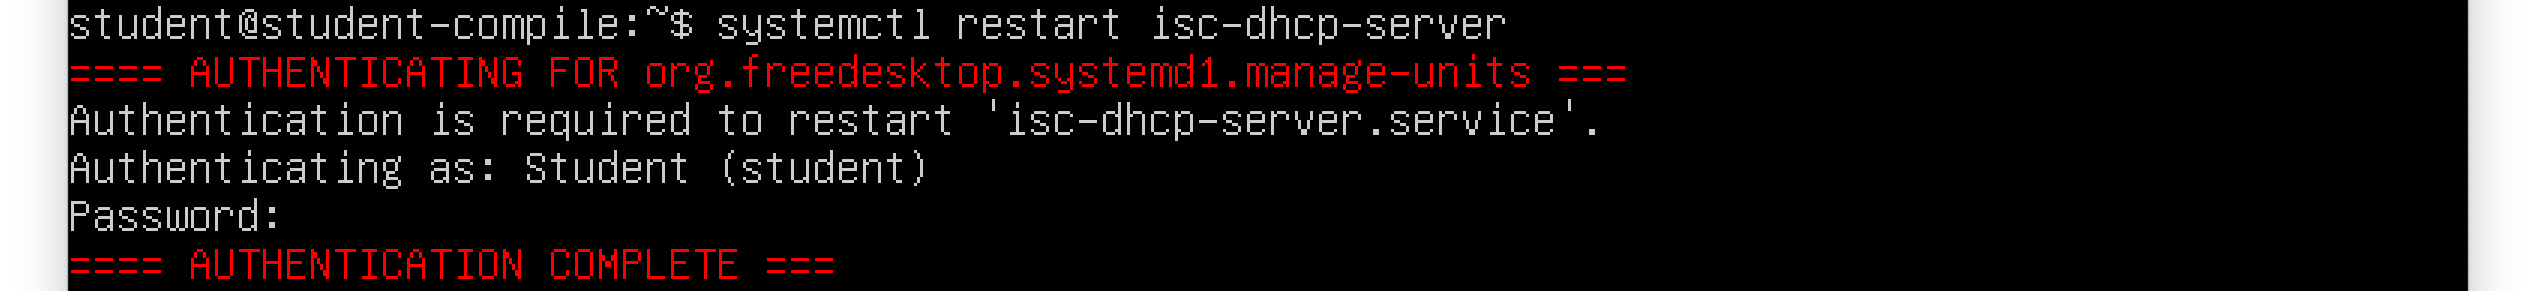 student@student-compile:~$ systemctl restart isc-dhcp-server
==== AUTHENTICATING FOR org.freedesktop.systemd1.manage-units ===
Authentication is required to restart 'isc-dhcp-server.service'.
Authenticating as: Student (student)
Password:
==== AUTHENTICATION COMPLETE ===